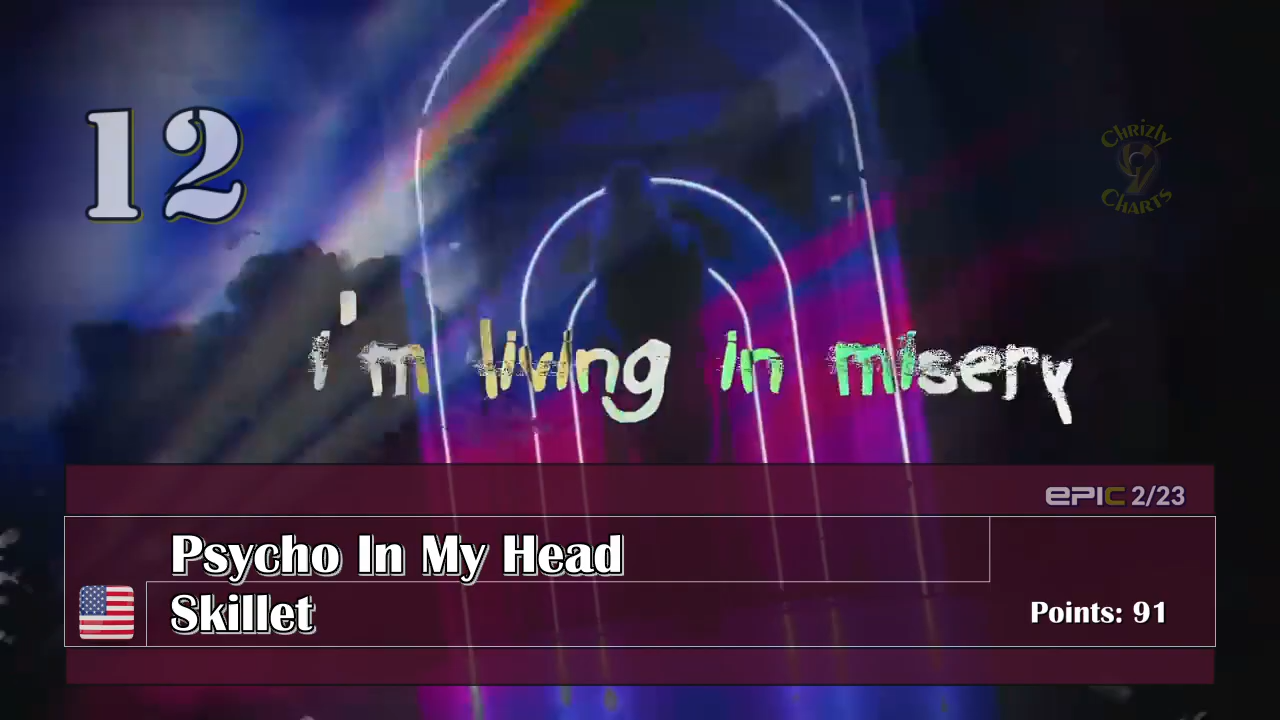 12
Chrizly
Charts
i'm living in misery
EPIC 2/23
Psycho In My Head
Skillet
Points: 91